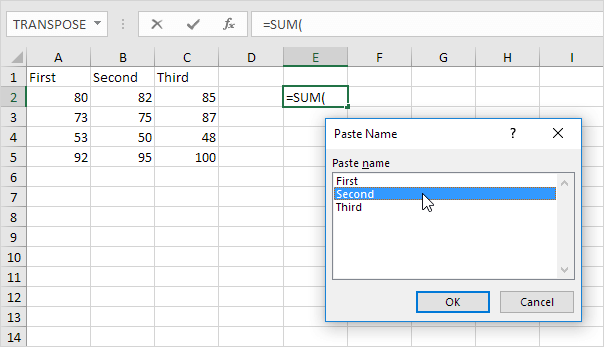 TRANSPOSE =SUM(
A B C D E F G H I
1 First Second Third
2 80 82 85 =SUM(
3 73 75 87
4 53 50 48
5 92 95 100
6
7
8
9
10
11
12
13
14
Paste Name ?
Paste name
First
Second
Third
OK Cancel